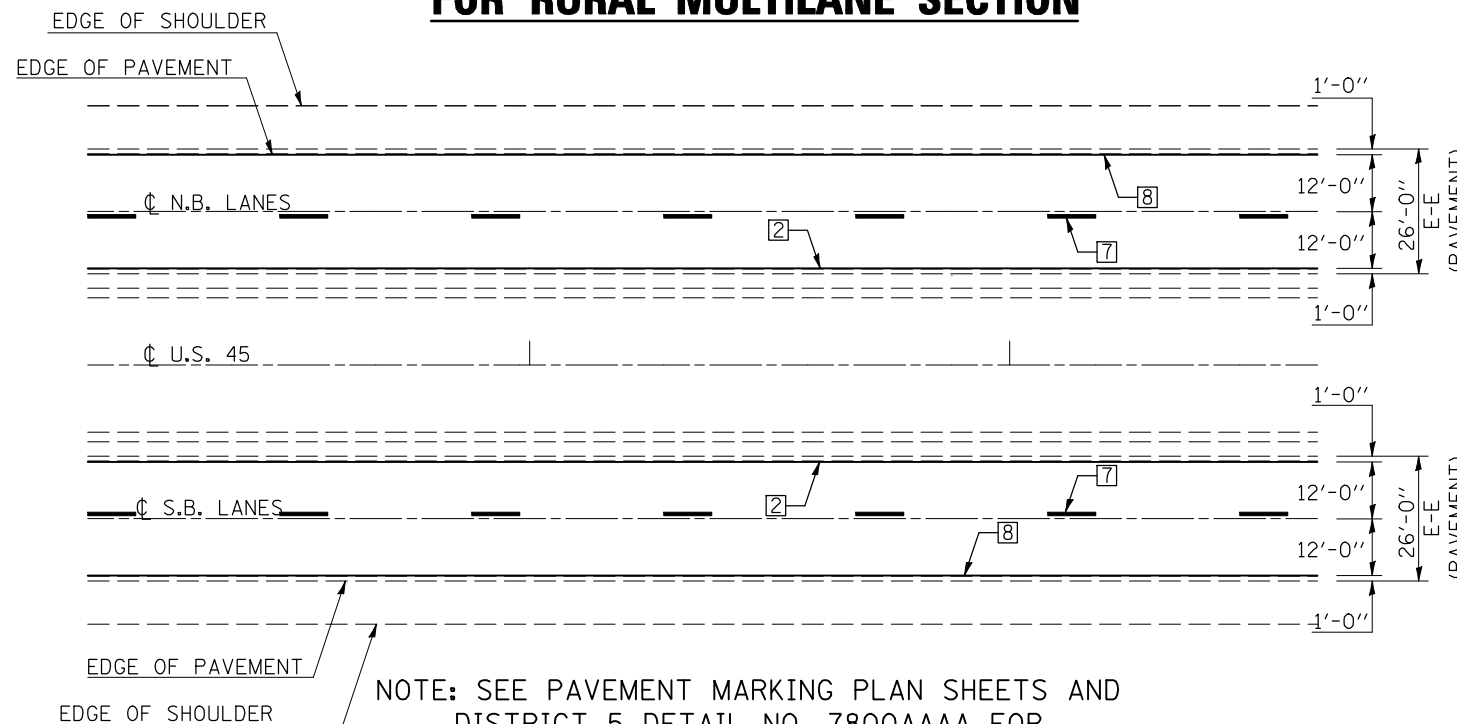 FOR RURAL MULTILANE SECTION
EDGE OF SHOULDER
EDGE OF PAVEMENT
1'-0''
℄ N.B. LANES
12'-0''
8
26'-0''
E-E
(PAVEMENT)
2
7
12'-0''
1'-0''
℄ U.S. 45
1'-0''
7
℄ S.B. LANES
2
12'-0''
26'-0''
E-E
(PAVEMENT)
8
12'-0''
1'-0''
EDGE OF PAVEMENT
EDGE OF SHOULDER
NOTE: SEE PAVEMENT MARKING PLAN SHEETS AND
DISTRICT 5 DETAIL NO. 7800AAAA FOR